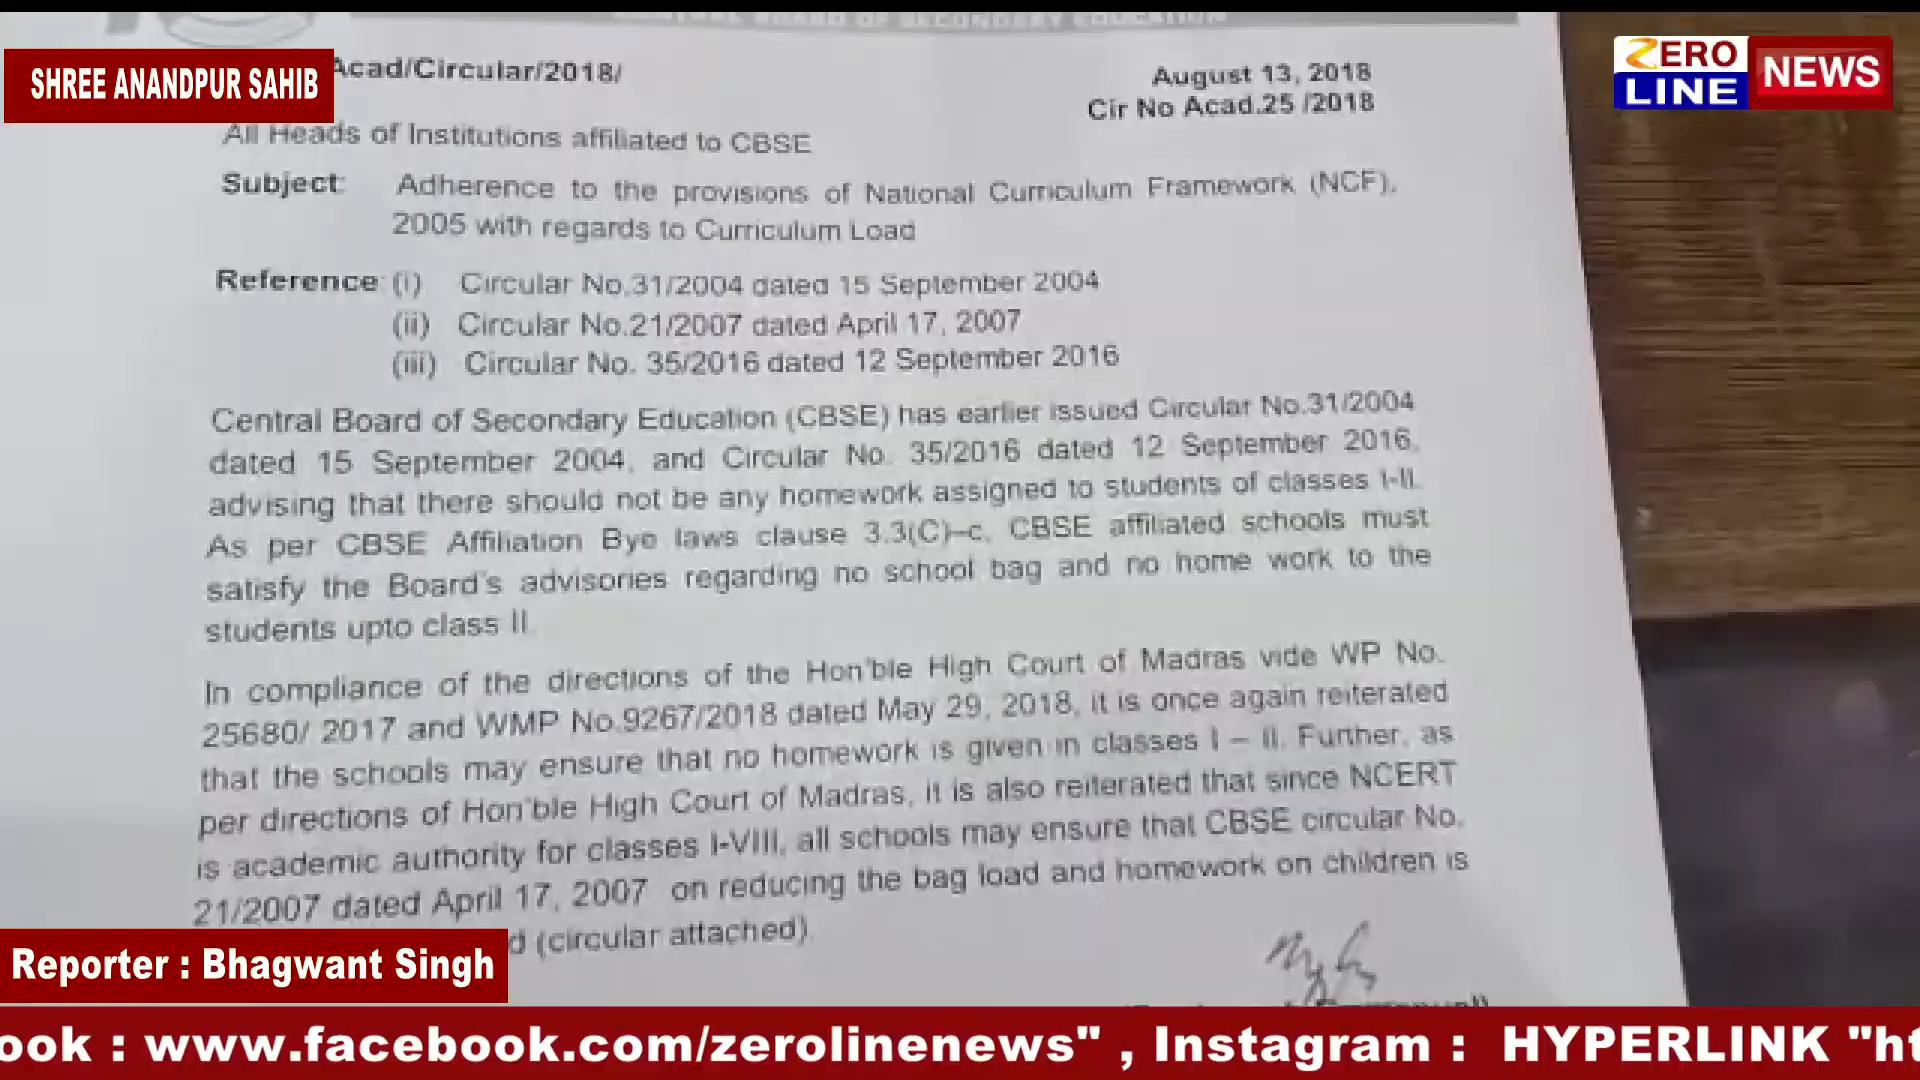 CENTRAL BOARD OF SECONDARY EDUCATION
SHREE ANANDPUR SAHIB
Acad/Circular/2018/
August 13, 2018
Cir No Acad.25 /2018
ZERO
LINE
NEWS
All Heads of Institutions affiliated to CBSE
Subject: Adherence to the provisions of National Curriculum Framework (NCF),
2005 with regards to Curriculum Load
Reference: (i) Circular No.31/2004 dated 15 September 2004
(ii) Circular No.21/2007 dated April 17, 2007
(iii) Circular No. 35/2016 dated 12 September 2016
Central Board of Secondary Education (CBSE) has earlier issued Circular No.31/2004
dated 15 September 2004, and Circular No. 35/2016 dated 12 September 2016,
advising that there should not be any homework assigned to students of classes I-II.
As per CBSE Affiliation Bye laws clause 3.3(C)–c, CBSE affiliated schools must
satisfy the Board's advisories regarding no school bag and no home work to the
students upto class II.
In compliance of the directions of the Hon'ble High Court of Madras vide WP No.
25680/ 2017 and WMP No.9267/2018 dated May 29, 2018, it is once again reiterated
that the schools may ensure that no homework is given in classes I – II. Further, as
per directions of Hon'ble High Court of Madras, it is also reiterated that since NCERT
is academic authority for classes I-VIII, all schools may ensure that CBSE circular No.
21/2007 dated April 17, 2007 on reducing the bag load and homework on children is
d (circular attached).
Reporter : Bhagwant Singh
ook : www.facebook.com/zerolinenews" , Instagram : HYPERLINK "ht